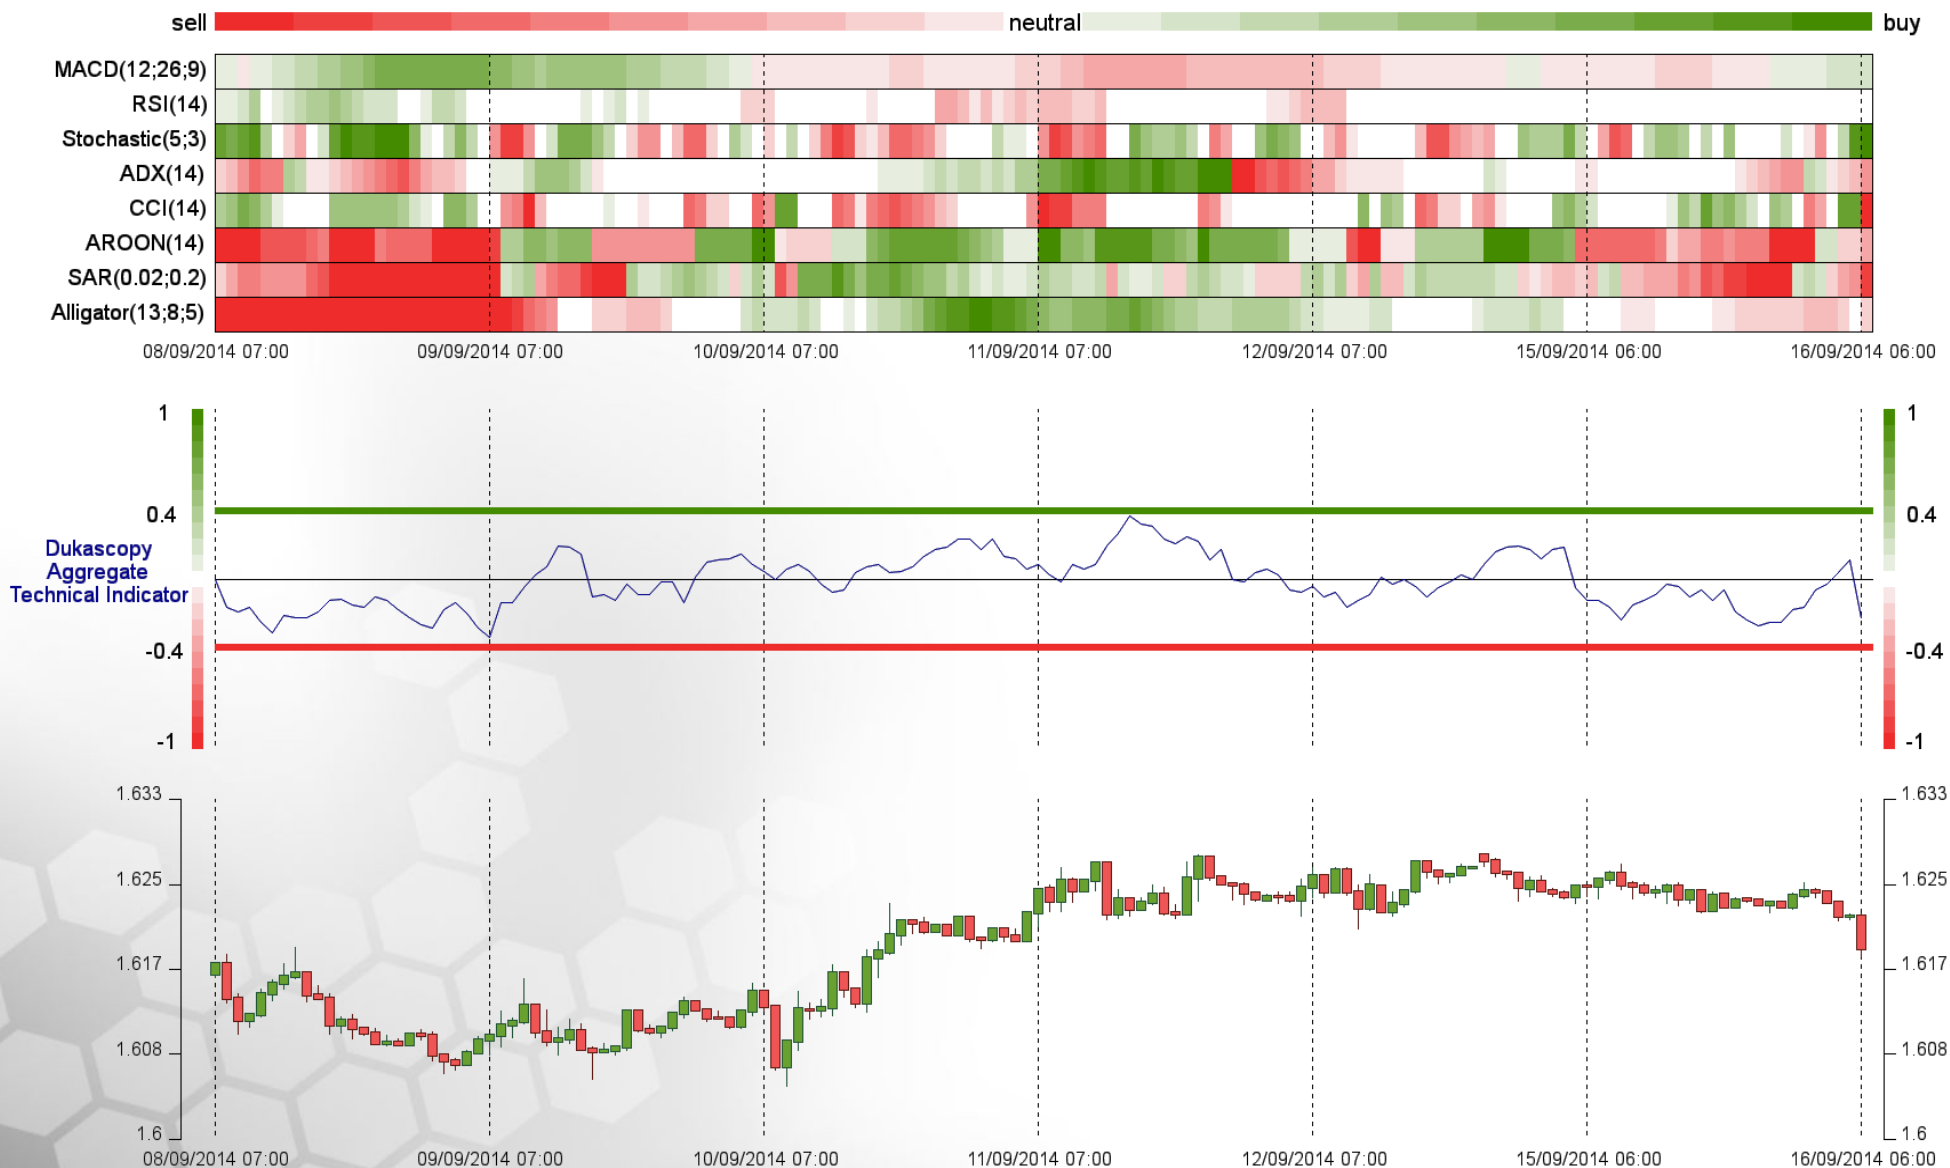 sell neutral buy
MACD(12;26;9)
RSI(14)
Stochastic(5;3)
ADX(14)
CCI(14)
AROON(14)
SAR(0.02;0.2)
Alligator(13;8;5)
08/09/2014 07:00 09/09/2014 07:00 10/09/2014 07:00 11/09/2014 07:00 12/09/2014 07:00 15/09/2014 06:00 16/09/2014 06:00
1 1
0.4 0.4
Dukascopy
Aggregate
Technical Indicator
-0.4 -0.4
-1 -1
1.633 1.633
1.625 1.625
1.617 1.617
1.608 1.608
1.6 1.6
08/09/2014 07:00 09/09/2014 07:00 10/09/2014 07:00 11/09/2014 07:00 12/09/2014 07:00 15/09/2014 06:00 16/09/2014 06:00